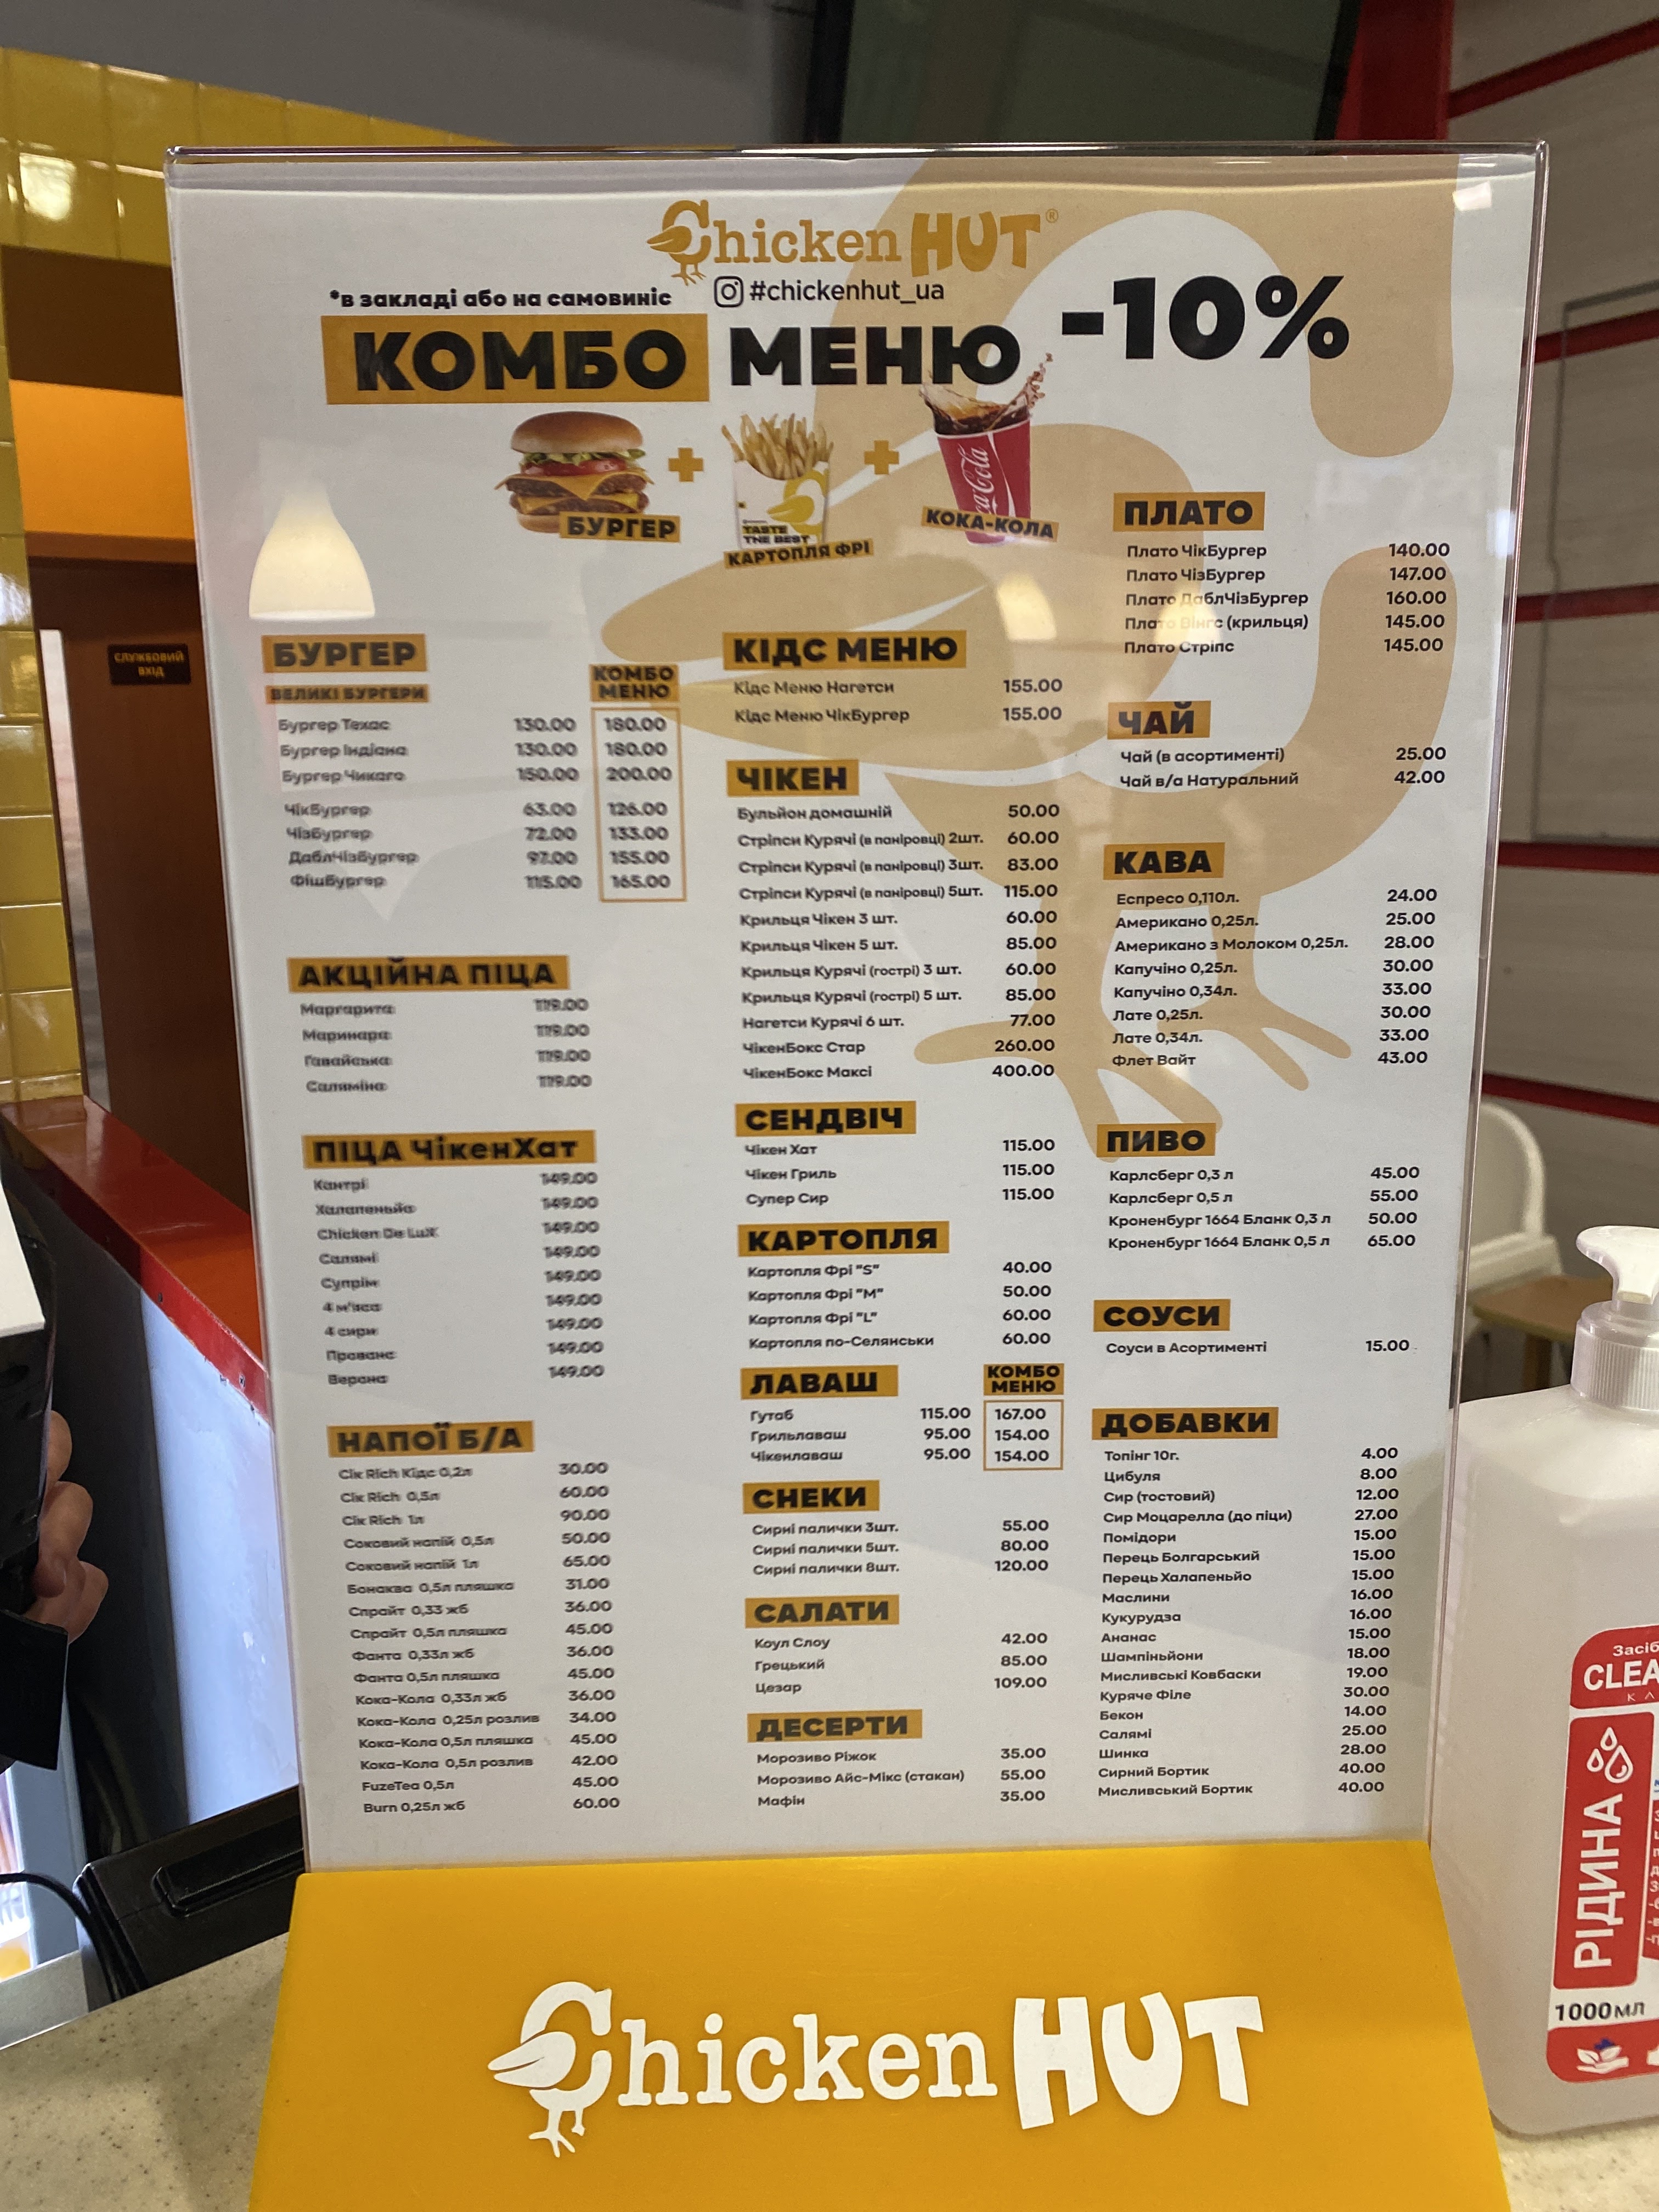 Chicken HUT®
#chickenhut_ua
*в закладі або на самовиніс
КОМБО МЕНЮ -10%
Coca-Cola
TASTE
THE BEST
БУРГЕР
КАРТОПЛЯ ФРІ
КОКА-КОЛА
СЛУЖБОВИЙ
ВХІД
БУРГЕР
ВЕЛИКІ БУРГЕРИ
КОМБО
МЕНЮ
Бургер Техас 130.00 180.00
Бургер Індіана 130.00 180.00
Бургер Чикаго 150.00 200.00
ЧікБургер 63.00 126.00
ЧізБургер 72.00 133.00
ДаблЧізБургер 97.00 155.00
ФішБургер 115.00 165.00
АКЦІЙНА ПІЦА
Маргарита 119.00
Маринара 119.00
Гавайська 119.00
Саляміна 119.00
ПІЦА ЧікенХат
Кантрі 149.00
Халапеньйо 149.00
Chicken De LuX 149.00
Салямі 149.00
Супрім 149.00
4 м'яса 149.00
4 сири 149.00
Прованс 149.00
Верона 149.00
НАПОЇ Б/А
Сік Rich Кідс 0,2л 30.00
Сік Rich 0,5л 60.00
Сік Rich 1л 90.00
Соковий напій 0,5л 50.00
Соковий напій 1л 65.00
Бонаква 0,5л пляшка 31.00
Спрайт 0,33 жб 36.00
Спрайт 0,5л пляшка 45.00
Фанта 0,33л жб 36.00
Фанта 0,5л пляшка 45.00
Кока-Кола 0,33л жб 36.00
Кока-Кола 0,25л розлив 34.00
Кока-Кола 0,5л пляшка 45.00
Кока-Кола 0,5л розлив 42.00
FuzeTea 0,5л 45.00
Burn 0,25л жб 60.00
КІДС МЕНЮ
Кідс Меню Нагетси 155.00
Кідс Меню ЧікБургер 155.00
ЧІКЕН
Бульйон домашній 50.00
Стріпси Курячі (в паніровці) 2шт. 60.00
Стріпси Курячі (в паніровці) 3шт. 83.00
Стріпси Курячі (в паніровці) 5шт. 115.00
Крильця Чікен 3 шт. 60.00
Крильця Чікен 5 шт. 85.00
Крильця Курячі (гострі) 3 шт. 60.00
Крильця Курячі (гострі) 5 шт. 85.00
Нагетси Курячі 6 шт. 77.00
ЧікенБокс Стар 260.00
ЧікенБокс Максі 400.00
СЕНДВІЧ
Чікен Хат 115.00
Чікен Гриль 115.00
Супер Сир 115.00
КАРТОПЛЯ
Картопля Фрі "S" 40.00
Картопля Фрі "M" 50.00
Картопля Фрі "L" 60.00
Картопля по-Селянськи 60.00
ЛАВАШ
КОМБО
МЕНЮ
Гутаб 115.00 167.00
Грильлаваш 95.00 154.00
Чікенлаваш 95.00 154.00
СНЕКИ
Сирні палички 3шт. 55.00
Сирні палички 5шт. 80.00
Сирні палички 8шт. 120.00
САЛАТИ
Коул Слоу 42.00
Грецький 85.00
Цезар 109.00
ДЕСЕРТИ
Морозиво Ріжок 35.00
Морозиво Айс-Мікс (стакан) 55.00
Мафін 35.00
ПЛАТО
Плато ЧікБургер 140.00
Плато ЧізБургер 147.00
Плато ДаблЧізБургер 160.00
Плато Вінгс (крильця) 145.00
Плато Стріпс 145.00
ЧАЙ
Чай (в асортименті) 25.00
Чай в/а Натуральний 42.00
КАВА
Еспресо 0,110л. 24.00
Американо 0,25л. 25.00
Американо з Молоком 0,25л. 28.00
Капучіно 0,25л. 30.00
Капучіно 0,34л. 33.00
Лате 0,25л. 30.00
Лате 0,34л. 33.00
Флет Вайт 43.00
ПИВО
Карлсберг 0,3 л 45.00
Карлсберг 0,5 л 55.00
Кроненбург 1664 Бланк 0,3 л 50.00
Кроненбург 1664 Бланк 0,5 л 65.00
СОУСИ
Соуси в Асортименті 15.00
ДОБАВКИ
Топінг 10г. 4.00
Цибуля 8.00
Сир (тостовий) 12.00
Сир Моцарелла (до піци) 27.00
Помідори 15.00
Перець Болгарський 15.00
Перець Халапеньйо 15.00
Маслини 16.00
Кукурудза 16.00
Ананас 15.00
Шампіньйони 18.00
Мисливські Ковбаски 19.00
Куряче Філе 30.00
Бекон 14.00
Салямі 25.00
Шинка 28.00
Сирний Бортик 40.00
Мисливський Бортик 40.00
Chicken HUT
Засіб
CLEA
РІДИНА
1000мл